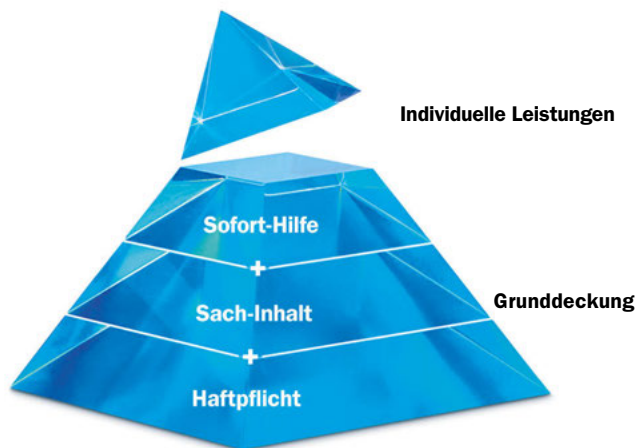 Individuelle Leistungen
Sofort-Hilfe
+
Sach-Inhalt
Grunddeckung
+
Haftpflicht